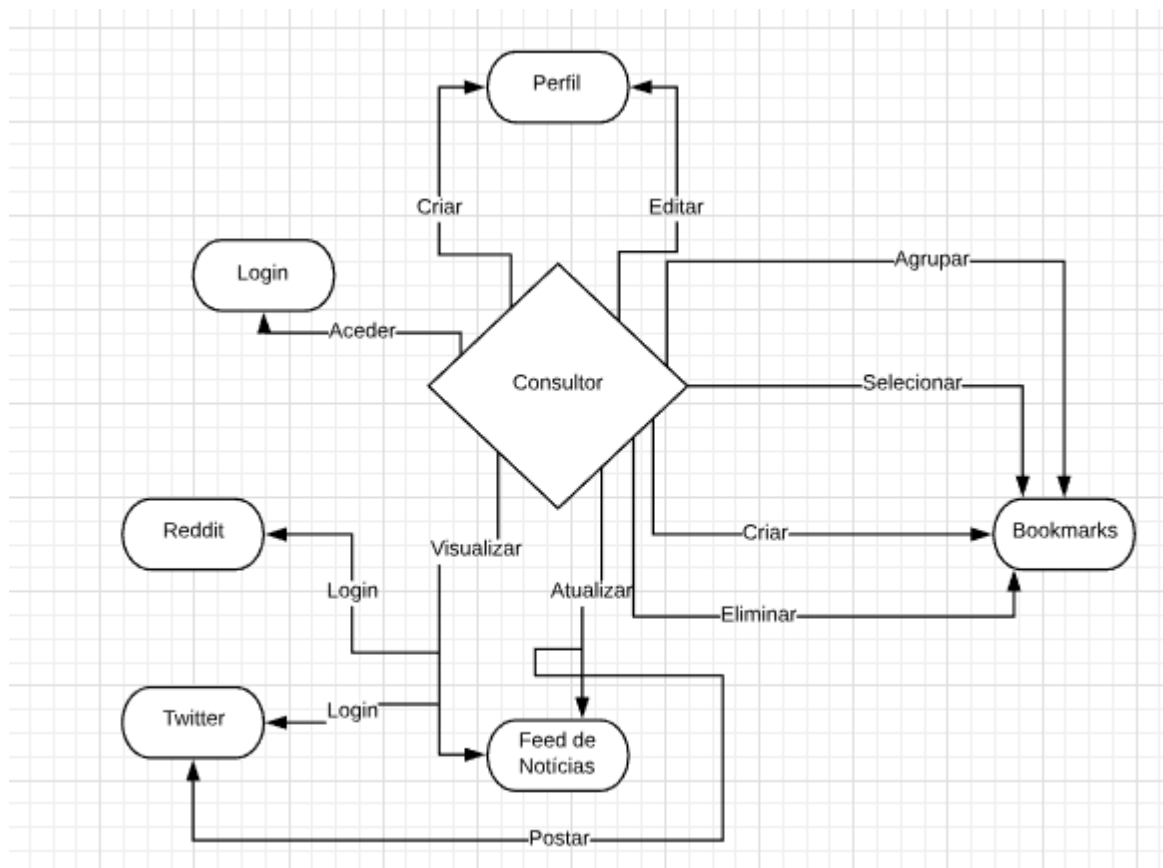 Perfil
Criar
Editar
Agrupar
Login
Aceder
Consultor
Selecionar
Reddit
Visualizar
Criar
Bookmarks
Login
Atualizar
Eliminar
Twitter
Login
Feed de
Notícias
Postar